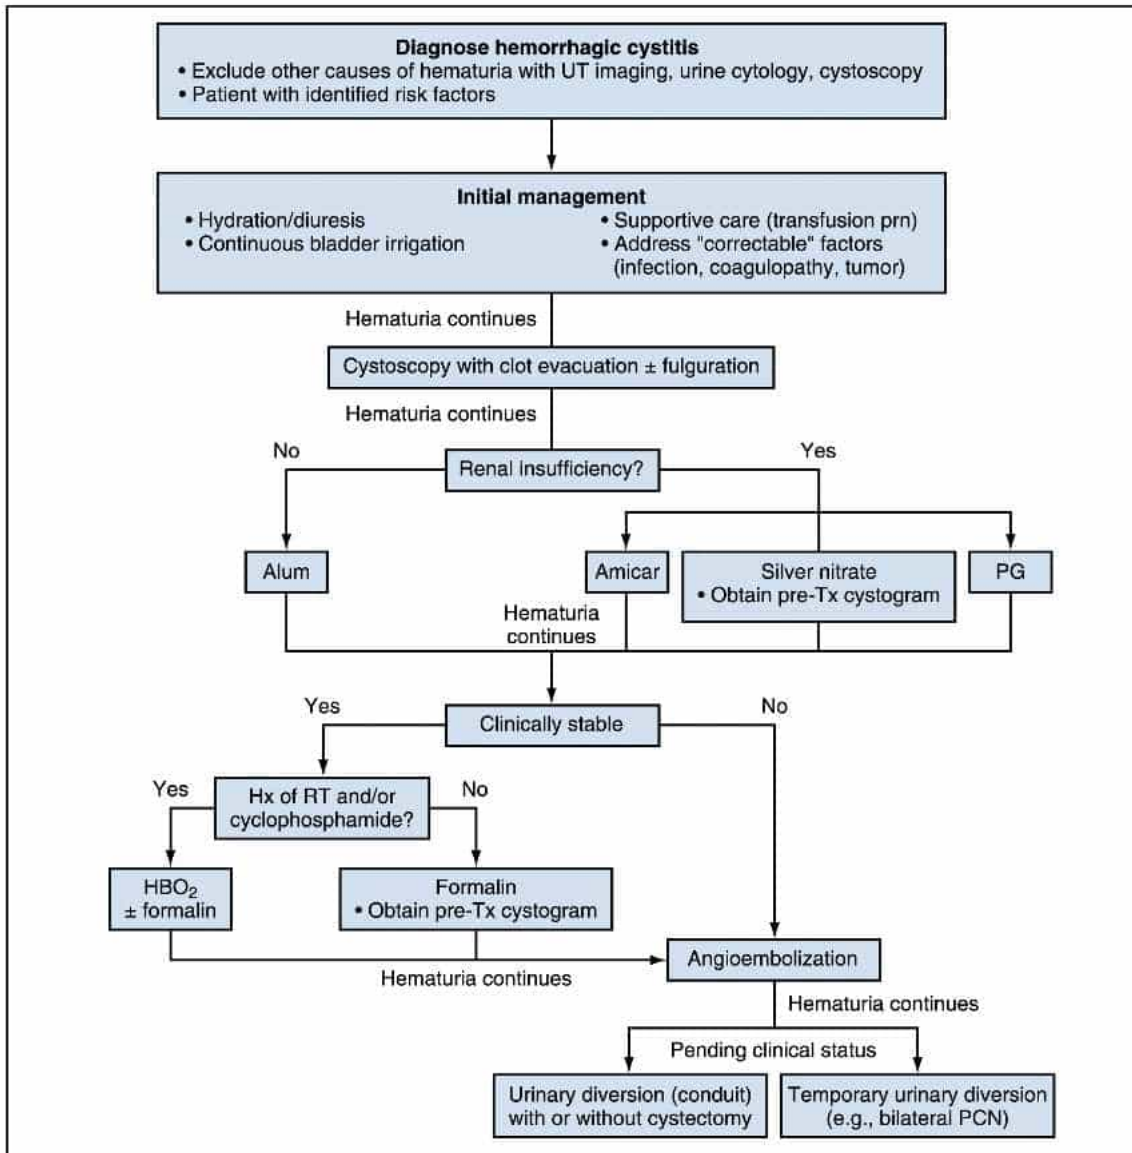 Diagnose hemorrhagic cystitis
• Exclude other causes of hematuria with UT imaging, urine cytology, cystoscopy
• Patient with identified risk factors
Initial management
• Hydration/diuresis
• Continuous bladder irrigation
• Supportive care (transfusion prn)
• Address "correctable" factors
(infection, coagulopathy, tumor)
Hematuria continues
Cystoscopy with clot evacuation ± fulguration
Hematuria continues
No
Renal insufficiency?
Yes
Alum
Amicar
Silver nitrate
• Obtain pre-Tx cystogram
PG
Hematuria
continues
Yes
Clinically stable
No
Yes
Hx of RT and/or
cyclophosphamide?
No
HBO₂
± formalin
Formalin
• Obtain pre-Tx cystogram
Hematuria continues
Angioembolization
Hematuria continues
Pending clinical status
Urinary diversion (conduit)
with or without cystectomy
Temporary urinary diversion
(e.g., bilateral PCN)